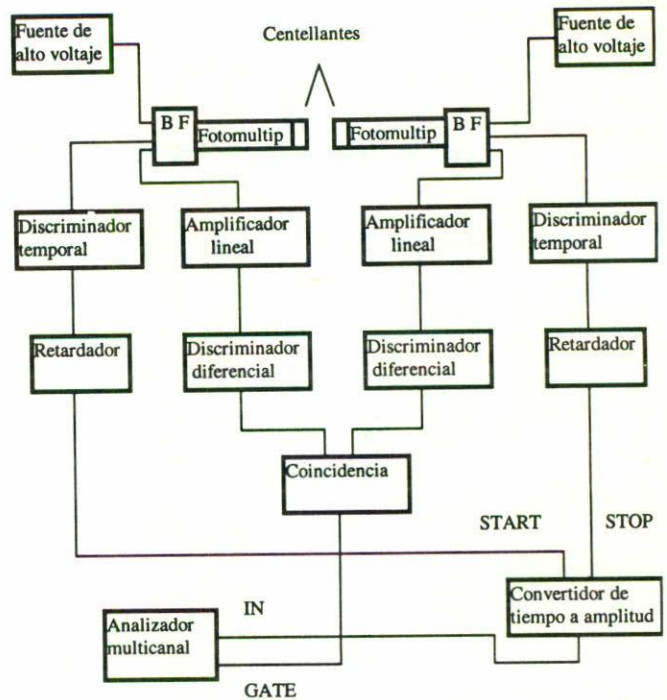 Fuente de
alto voltaje
Centellantes
Fuente de
alto voltaje
B F
Fotomultip
Fotomultip
B F
Discriminador
temporal
Amplificador
lineal
Amplificador
lineal
Discriminador
temporal
Retardador
Discriminador
diferencial
Discriminador
diferencial
Retardador
Coincidencia
START
STOP
Convertidor de
tiempo a amplitud
IN
Analizador
multicanal
GATE